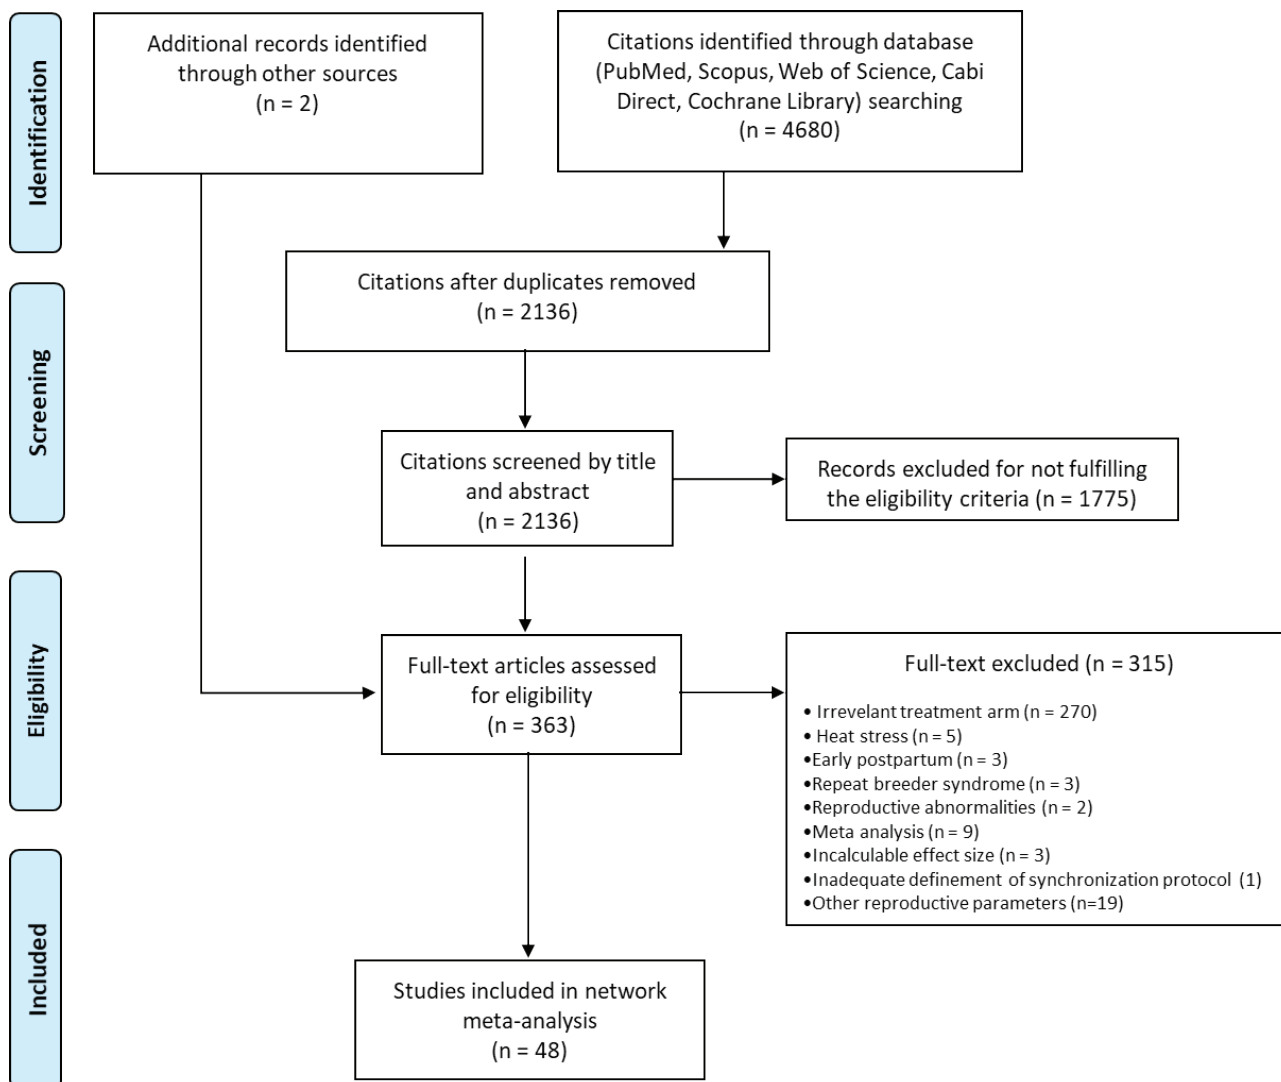 Identification
Additional records identified
through other sources
(n = 2)
Citations identified through database
(PubMed, Scopus, Web of Science, Cabi
Direct, Cochrane Library) searching
(n = 4680)
Screening
Citations after duplicates removed
(n = 2136)
Citations screened by title
and abstract
(n = 2136)
Records excluded for not fulfilling
the eligibility criteria (n = 1775)
Eligibility
Full-text articles assessed
for eligibility
(n = 363)
Full-text excluded (n = 315)
• Irrevelant treatment arm (n = 270)
• Heat stress (n = 5)
•Early postpartum (n = 3)
•Repeat breeder syndrome (n = 3)
•Reproductive abnormalities (n = 2)
•Meta analysis (n = 9)
•Incalculable effect size (n = 3)
•Inadequate definement of synchronization protocol (1)
•Other reproductive parameters (n=19)
Included
Studies included in network
meta-analysis
(n = 48)